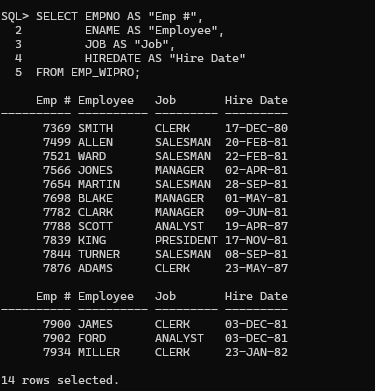 SQL> SELECT EMPNO AS "Emp #",
  2         ENAME AS "Employee",
  3         JOB AS "Job",
  4         HIREDATE AS "Hire Date"
  5  FROM EMP_WIPRO;

     Emp # Employee   Job       Hire Date
---------- ---------- --------- ---------
      7369 SMITH      CLERK     17-DEC-80
      7499 ALLEN      SALESMAN  20-FEB-81
      7521 WARD       SALESMAN  22-FEB-81
      7566 JONES      MANAGER   02-APR-81
      7654 MARTIN     SALESMAN  28-SEP-81
      7698 BLAKE      MANAGER   01-MAY-81
      7782 CLARK      MANAGER   09-JUN-81
      7788 SCOTT      ANALYST   19-APR-87
      7839 KING       PRESIDENT 17-NOV-81
      7844 TURNER     SALESMAN  08-SEP-81
      7876 ADAMS      CLERK     23-MAY-87

     Emp # Employee   Job       Hire Date
---------- ---------- --------- ---------
      7900 JAMES      CLERK     03-DEC-81
      7902 FORD       ANALYST   03-DEC-81
      7934 MILLER     CLERK     23-JAN-82

14 rows selected.